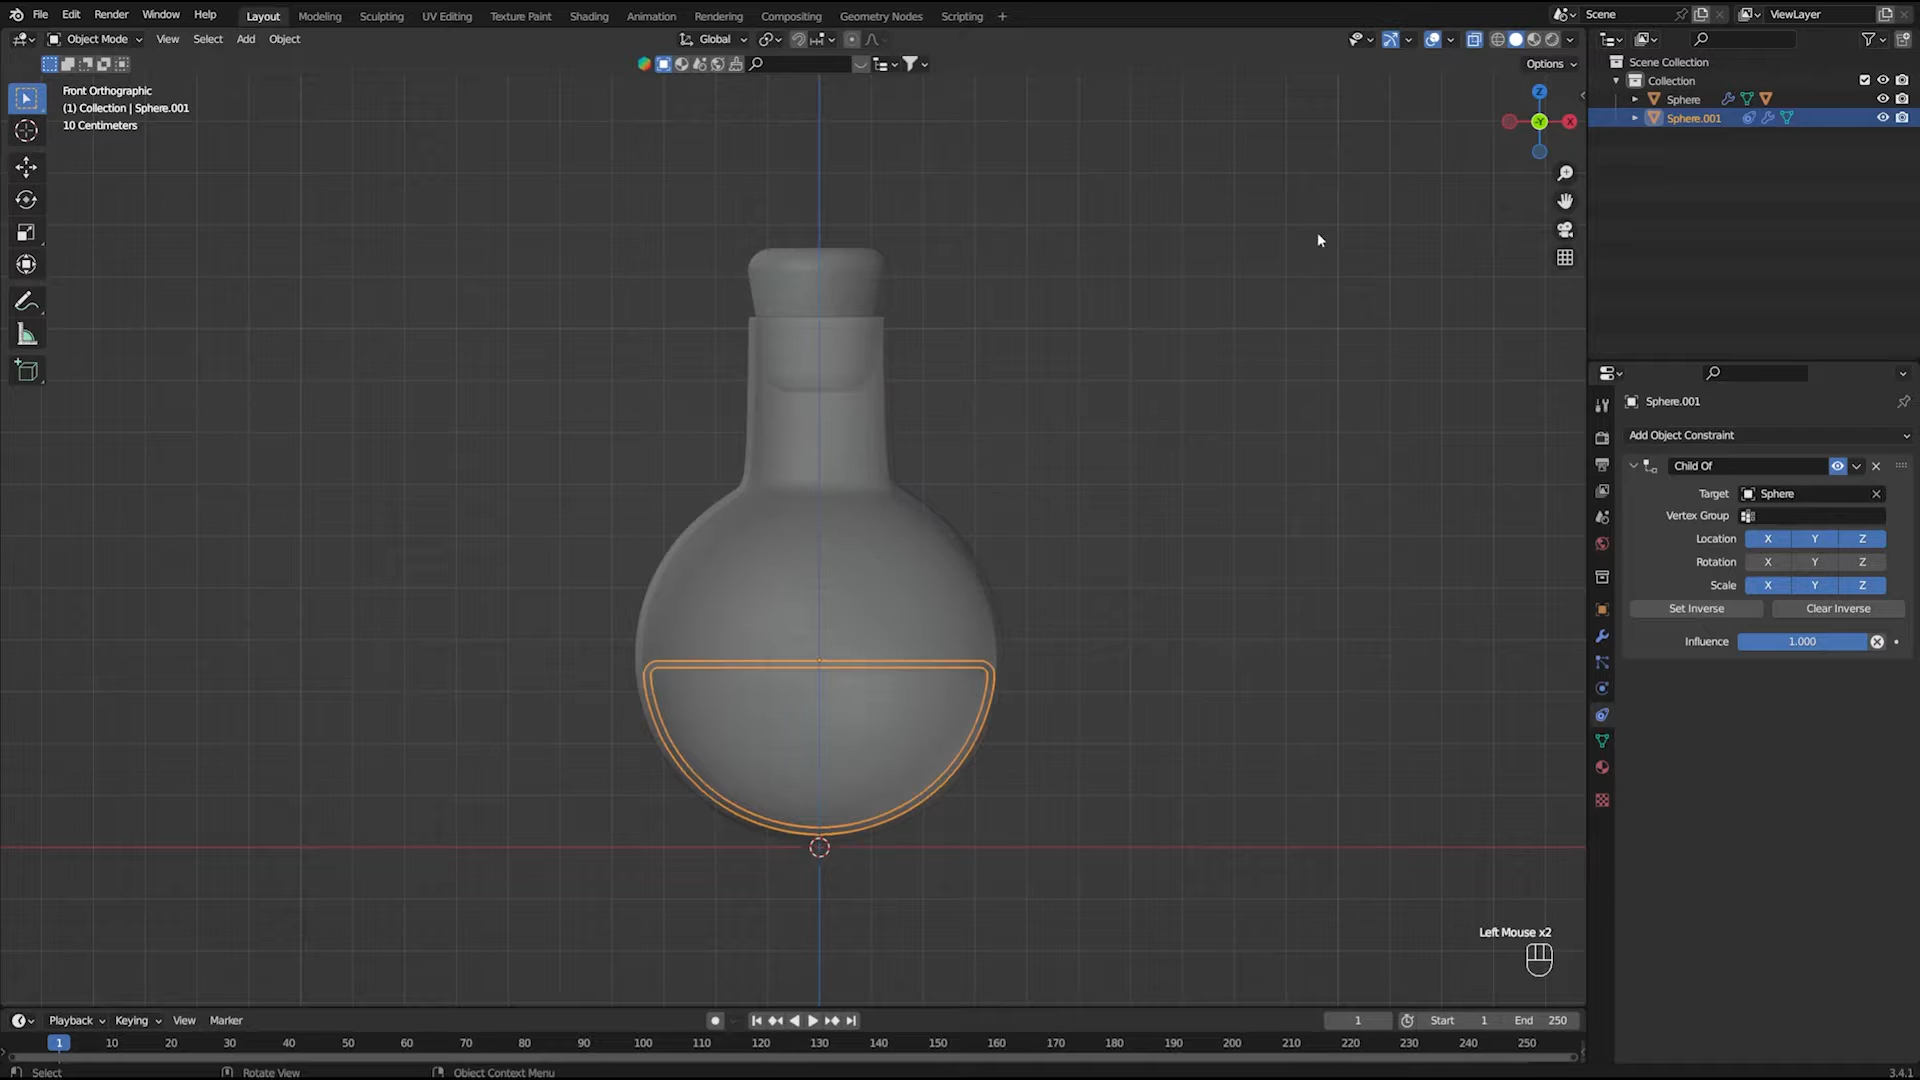 File Edit Render Window Help Layout Modeling Sculpting UV Editing Texture Paint Shading Animation Rendering Compositing Geometry Nodes Scripting + Scene ViewLayer
Object Mode View Select Add Object Global
Options
Front Orthographic
(1) Collection | Sphere.001
10 Centimeters
Z
-Y
X
Scene Collection
Collection
Sphere
Sphere.001
Sphere.001
Add Object Constraint
Child Of
Target Sphere
Vertex Group
Location X Y Z
Rotation X Y Z
Scale X Y Z
Set Inverse Clear Inverse
Influence 1.000
Left Mouse x2
Playback Keying View Marker 1 Start 1 End 250
1 10 20 30 40 50 60 70 80 90 100 110 120 130 140 150 160 170 180 190 200 210 220 230 240 250
Select Rotate View Object Context Menu 3.4.1